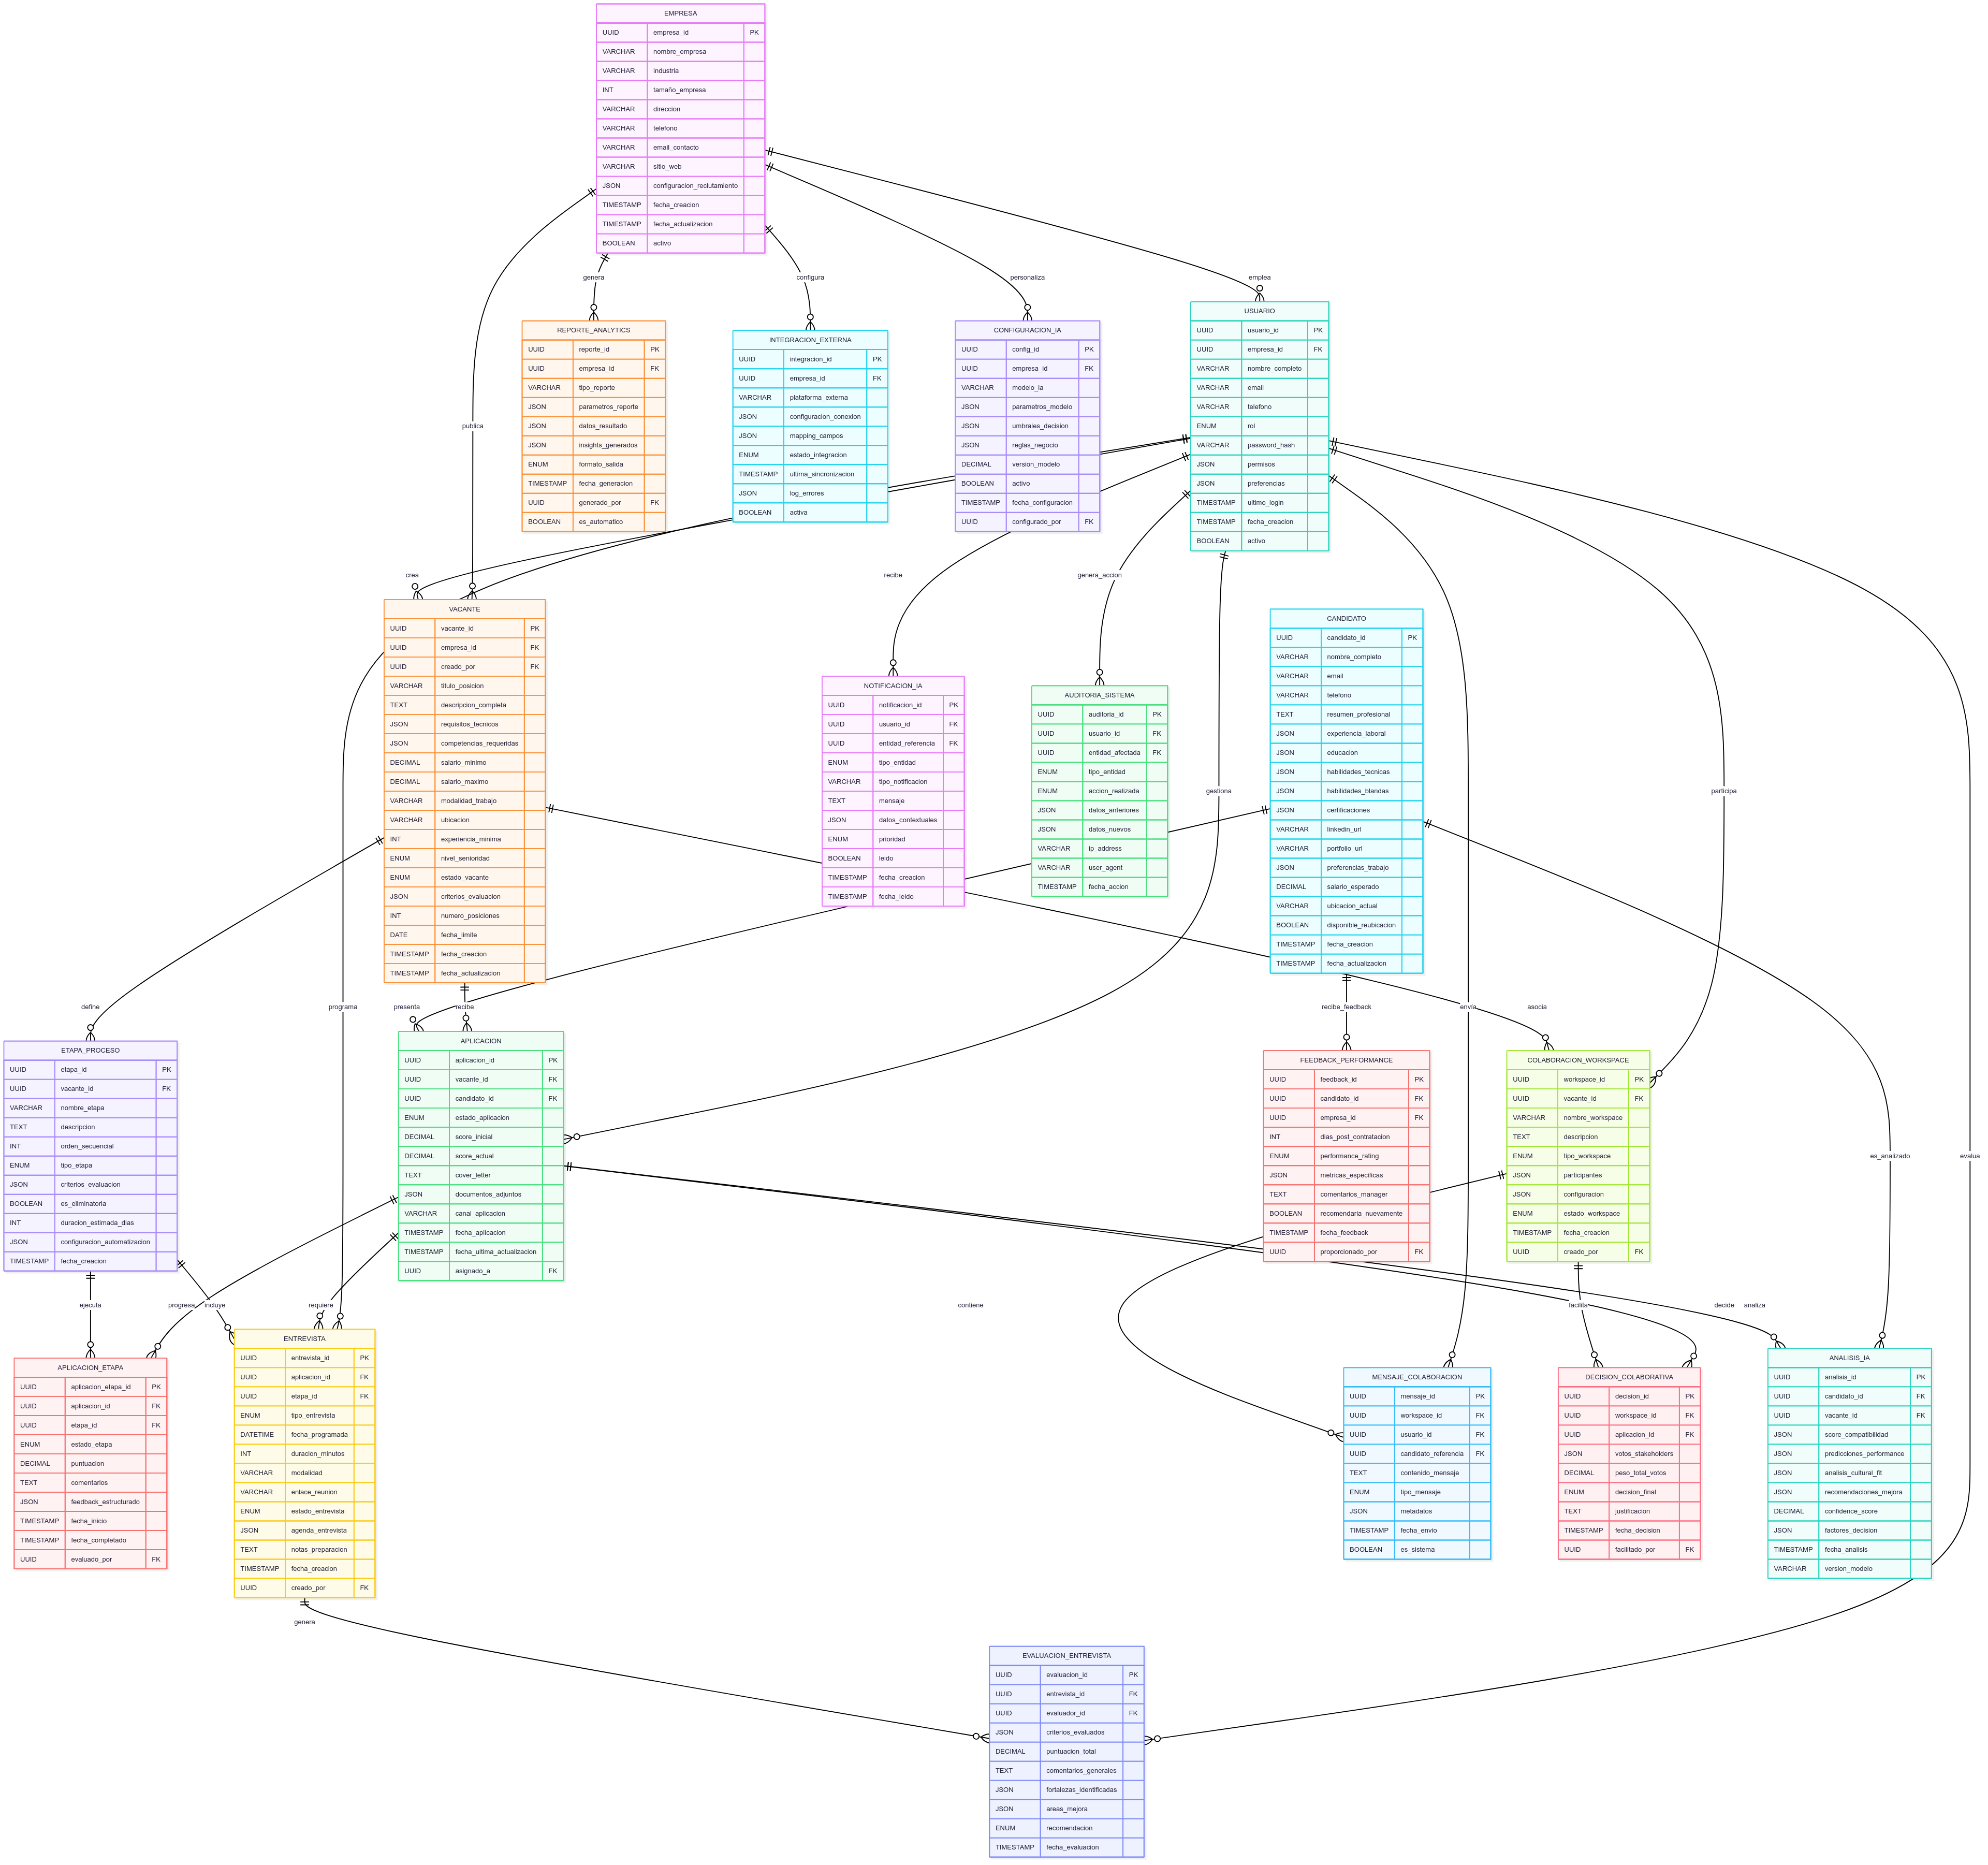 EMPRESA
UUID empresa_id PK
VARCHAR nombre_empresa
VARCHAR industria
INT tamaño_empresa
VARCHAR direccion
VARCHAR telefono
VARCHAR email_contacto
VARCHAR sitio_web
JSON configuracion_reclutamiento
TIMESTAMP fecha_creacion
TIMESTAMP fecha_actualizacion
BOOLEAN activo
genera
configura
personaliza
emplea
REPORTE_ANALYTICS
UUID reporte_id PK
UUID empresa_id FK
VARCHAR tipo_reporte
JSON parametros_reporte
JSON datos_resultado
JSON insights_generados
ENUM formato_salida
TIMESTAMP fecha_generacion
UUID generado_por FK
BOOLEAN es_automatico
INTEGRACION_EXTERNA
UUID integracion_id PK
UUID empresa_id FK
VARCHAR plataforma_externa
JSON configuracion_conexion
JSON mapping_campos
ENUM estado_integracion
TIMESTAMP ultima_sincronizacion
JSON log_errores
BOOLEAN activa
CONFIGURACION_IA
UUID config_id PK
UUID empresa_id FK
VARCHAR modelo_ia
JSON parametros_modelo
JSON umbrales_decision
JSON reglas_negocio
DECIMAL version_modelo
BOOLEAN activo
TIMESTAMP fecha_configuracion
UUID configurado_por FK
USUARIO
UUID usuario_id PK
UUID empresa_id FK
VARCHAR nombre_completo
VARCHAR email
VARCHAR telefono
ENUM rol
VARCHAR password_hash
JSON permisos
JSON preferencias
TIMESTAMP ultimo_login
TIMESTAMP fecha_creacion
BOOLEAN activo
publica
crea
recibe
genera_accion
VACANTE
UUID vacante_id PK
UUID empresa_id FK
UUID creado_por FK
VARCHAR titulo_posicion
TEXT descripcion_completa
JSON requisitos_tecnicos
JSON competencias_requeridas
DECIMAL salario_minimo
DECIMAL salario_maximo
VARCHAR modalidad_trabajo
VARCHAR ubicacion
INT experiencia_minima
ENUM nivel_senioridad
ENUM estado_vacante
JSON criterios_evaluacion
INT numero_posiciones
DATE fecha_limite
TIMESTAMP fecha_creacion
TIMESTAMP fecha_actualizacion
NOTIFICACION_IA
UUID notificacion_id PK
UUID usuario_id FK
UUID entidad_referencia FK
ENUM tipo_entidad
VARCHAR tipo_notificacion
TEXT mensaje
JSON datos_contextuales
ENUM prioridad
BOOLEAN leido
TIMESTAMP fecha_creacion
TIMESTAMP fecha_leido
AUDITORIA_SISTEMA
UUID auditoria_id PK
UUID usuario_id FK
UUID entidad_afectada FK
ENUM tipo_entidad
ENUM accion_realizada
JSON datos_anteriores
JSON datos_nuevos
VARCHAR ip_address
VARCHAR user_agent
TIMESTAMP fecha_accion
gestiona
CANDIDATO
UUID candidato_id PK
VARCHAR nombre_completo
VARCHAR email
VARCHAR telefono
TEXT resumen_profesional
JSON experiencia_laboral
JSON educacion
JSON habilidades_tecnicas
JSON habilidades_blandas
JSON certificaciones
VARCHAR linkedin_url
VARCHAR portfolio_url
JSON preferencias_trabajo
DECIMAL salario_esperado
VARCHAR ubicacion_actual
BOOLEAN disponible_reubicacion
TIMESTAMP fecha_creacion
TIMESTAMP fecha_actualizacion
participa
define
programa
presenta
recibe
recibe_feedback
envía
asocia
ETAPA_PROCESO
UUID etapa_id PK
UUID vacante_id FK
VARCHAR nombre_etapa
TEXT descripcion
INT orden_secuencial
ENUM tipo_etapa
JSON criterios_evaluacion
BOOLEAN es_eliminatoria
INT duracion_estimada_dias
JSON configuracion_automatizacion
TIMESTAMP fecha_creacion
APLICACION
UUID aplicacion_id PK
UUID vacante_id FK
UUID candidato_id FK
ENUM estado_aplicacion
DECIMAL score_inicial
DECIMAL score_actual
TEXT cover_letter
JSON documentos_adjuntos
VARCHAR canal_aplicacion
TIMESTAMP fecha_aplicacion
TIMESTAMP fecha_ultima_actualizacion
UUID asignado_a FK
FEEDBACK_PERFORMANCE
UUID feedback_id PK
UUID candidato_id FK
UUID empresa_id FK
INT dias_post_contratacion
ENUM performance_rating
JSON metricas_especificas
TEXT comentarios_manager
BOOLEAN recomendaria_nuevamente
TIMESTAMP fecha_feedback
UUID proporcionado_por FK
COLABORACION_WORKSPACE
UUID workspace_id PK
UUID vacante_id FK
VARCHAR nombre_workspace
TEXT descripcion
ENUM tipo_workspace
JSON participantes
JSON configuracion
ENUM estado_workspace
TIMESTAMP fecha_creacion
UUID creado_por FK
es_analizado
evalua
ejecuta
progresa
incluye
requiere
contiene
facilita
decide
analiza
APLICACION_ETAPA
UUID aplicacion_etapa_id PK
UUID aplicacion_id FK
UUID etapa_id FK
ENUM estado_etapa
DECIMAL puntuacion
TEXT comentarios
JSON feedback_estructurado
TIMESTAMP fecha_inicio
TIMESTAMP fecha_completado
UUID evaluado_por FK
ENTREVISTA
UUID entrevista_id PK
UUID aplicacion_id FK
UUID etapa_id FK
ENUM tipo_entrevista
DATETIME fecha_programada
INT duracion_minutos
VARCHAR modalidad
VARCHAR enlace_reunion
ENUM estado_entrevista
JSON agenda_entrevista
TEXT notas_preparacion
TIMESTAMP fecha_creacion
UUID creado_por FK
MENSAJE_COLABORACION
UUID mensaje_id PK
UUID workspace_id FK
UUID usuario_id FK
UUID candidato_referencia FK
TEXT contenido_mensaje
ENUM tipo_mensaje
JSON metadatos
TIMESTAMP fecha_envio
BOOLEAN es_sistema
DECISION_COLABORATIVA
UUID decision_id PK
UUID workspace_id FK
UUID aplicacion_id FK
JSON votos_stakeholders
DECIMAL peso_total_votos
ENUM decision_final
TEXT justificacion
TIMESTAMP fecha_decision
UUID facilitado_por FK
ANALISIS_IA
UUID analisis_id PK
UUID candidato_id FK
UUID vacante_id FK
JSON score_compatibilidad
JSON predicciones_performance
JSON analisis_cultural_fit
JSON recomendaciones_mejora
DECIMAL confidence_score
JSON factores_decision
TIMESTAMP fecha_analisis
VARCHAR version_modelo
genera
EVALUACION_ENTREVISTA
UUID evaluacion_id PK
UUID entrevista_id FK
UUID evaluador_id FK
JSON criterios_evaluados
DECIMAL puntuacion_total
TEXT comentarios_generales
JSON fortalezas_identificadas
JSON areas_mejora
ENUM recomendacion
TIMESTAMP fecha_evaluacion